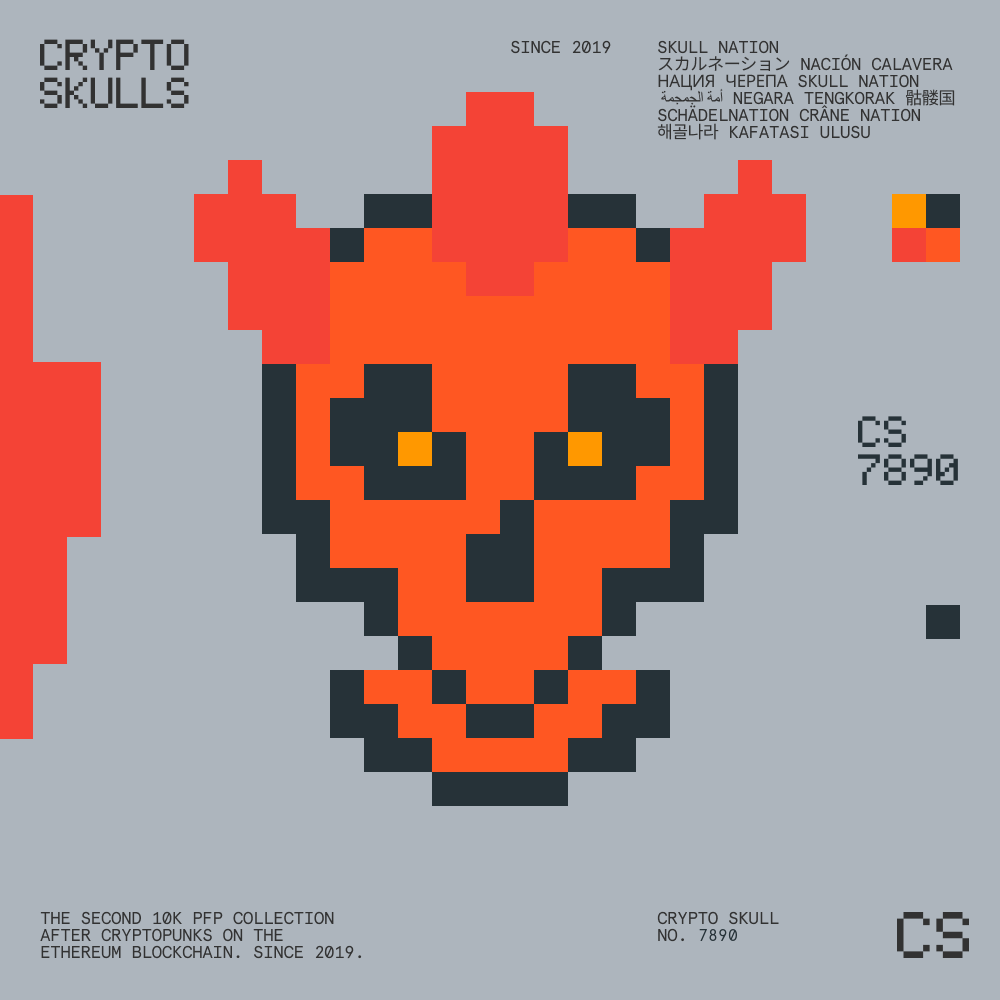 CRYPTO
SKULLS
SINCE 2019
SKULL NATION
スカルネーション NACIÓN CALAVERA
НАЦИЯ ЧЕРЕПА SKULL NATION
أمة الجمجمة NEGARA TENGKORAK 骷髅国
SCHÄDELNATION CRÂNE NATION
해골나라 KAFATASI ULUSU
CS
7890
THE SECOND 10K PFP COLLECTION
AFTER CRYPTOPUNKS ON THE
ETHEREUM BLOCKCHAIN. SINCE 2019.
CRYPTO SKULL
NO. 7890
CS